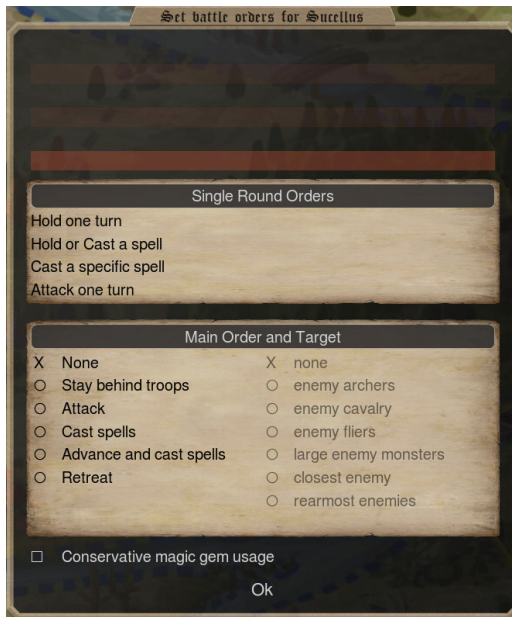 Set battle orders for Sucellus
Single Round Orders
Hold one turn
Hold or Cast a spell
Cast a specific spell
Attack one turn
Main Order and Target
X None
Stay behind troops
Attack
Cast spells
Advance and cast spells
Retreat
X none
enemy archers
enemy cavalry
enemy fliers
large enemy monsters
closest enemy
rearmost enemies
Conservative magic gem usage
Ok